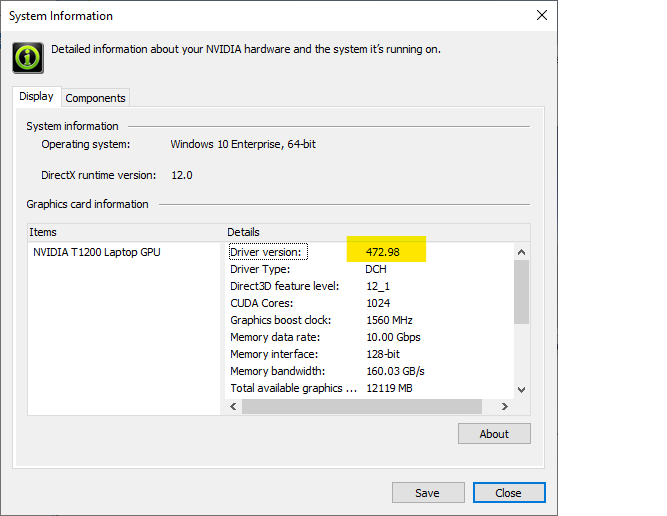 System Information
Detailed information about your NVIDIA hardware and the system it's running on.
Display Components
System information
Operating system: Windows 10 Enterprise, 64-bit
DirectX runtime version: 12.0
Graphics card information
Items Details
NVIDIA T1200 Laptop GPU Driver version: 472.98
Driver Type: DCH
Direct3D feature level: 12_1
CUDA Cores: 1024
Graphics boost clock: 1560 MHz
Memory data rate: 10.00 Gbps
Memory interface: 128-bit
Memory bandwidth: 160.03 GB/s
Total available graphics ... 12119 MB
About
Save Close